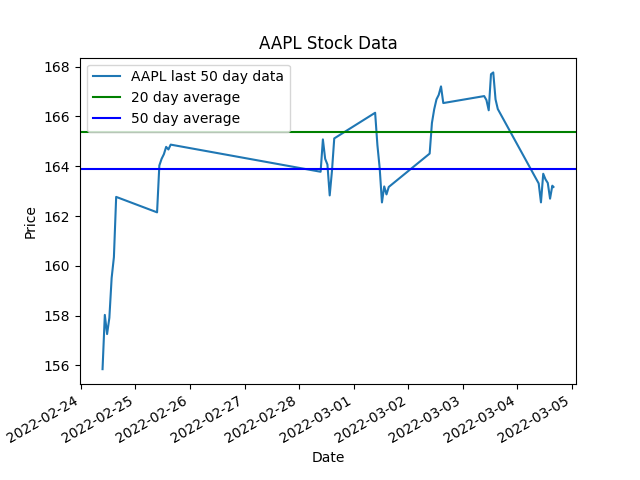 AAPL Stock Data
AAPL last 50 day data
20 day average
50 day average
168
166
164
162
160
158
156
Price
2022-02-24
2022-02-25
2022-02-26
2022-02-27
2022-02-28
2022-03-01
2022-03-02
2022-03-03
2022-03-04
2022-03-05
Date